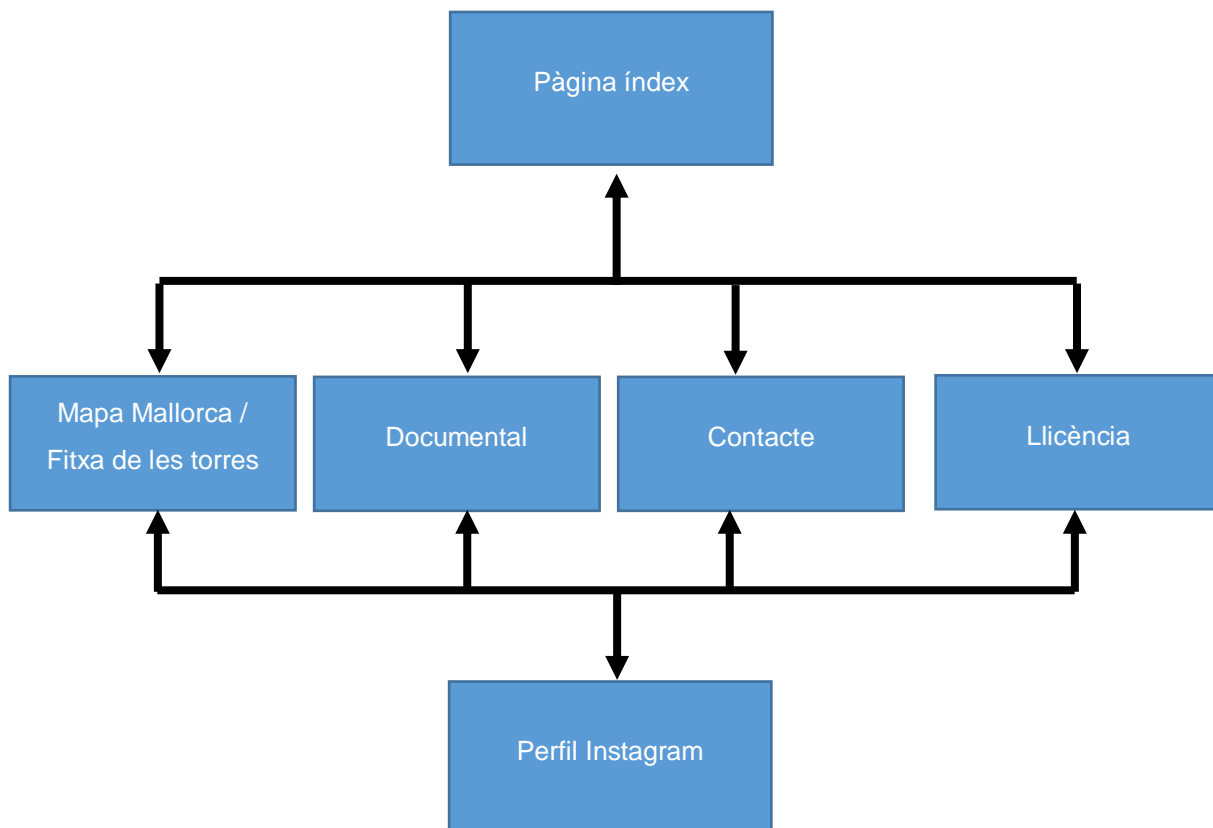 Pàgina índex
Mapa Mallorca /
Fitxa de les torres
Documental
Contacte
Llicència
Perfil Instagram